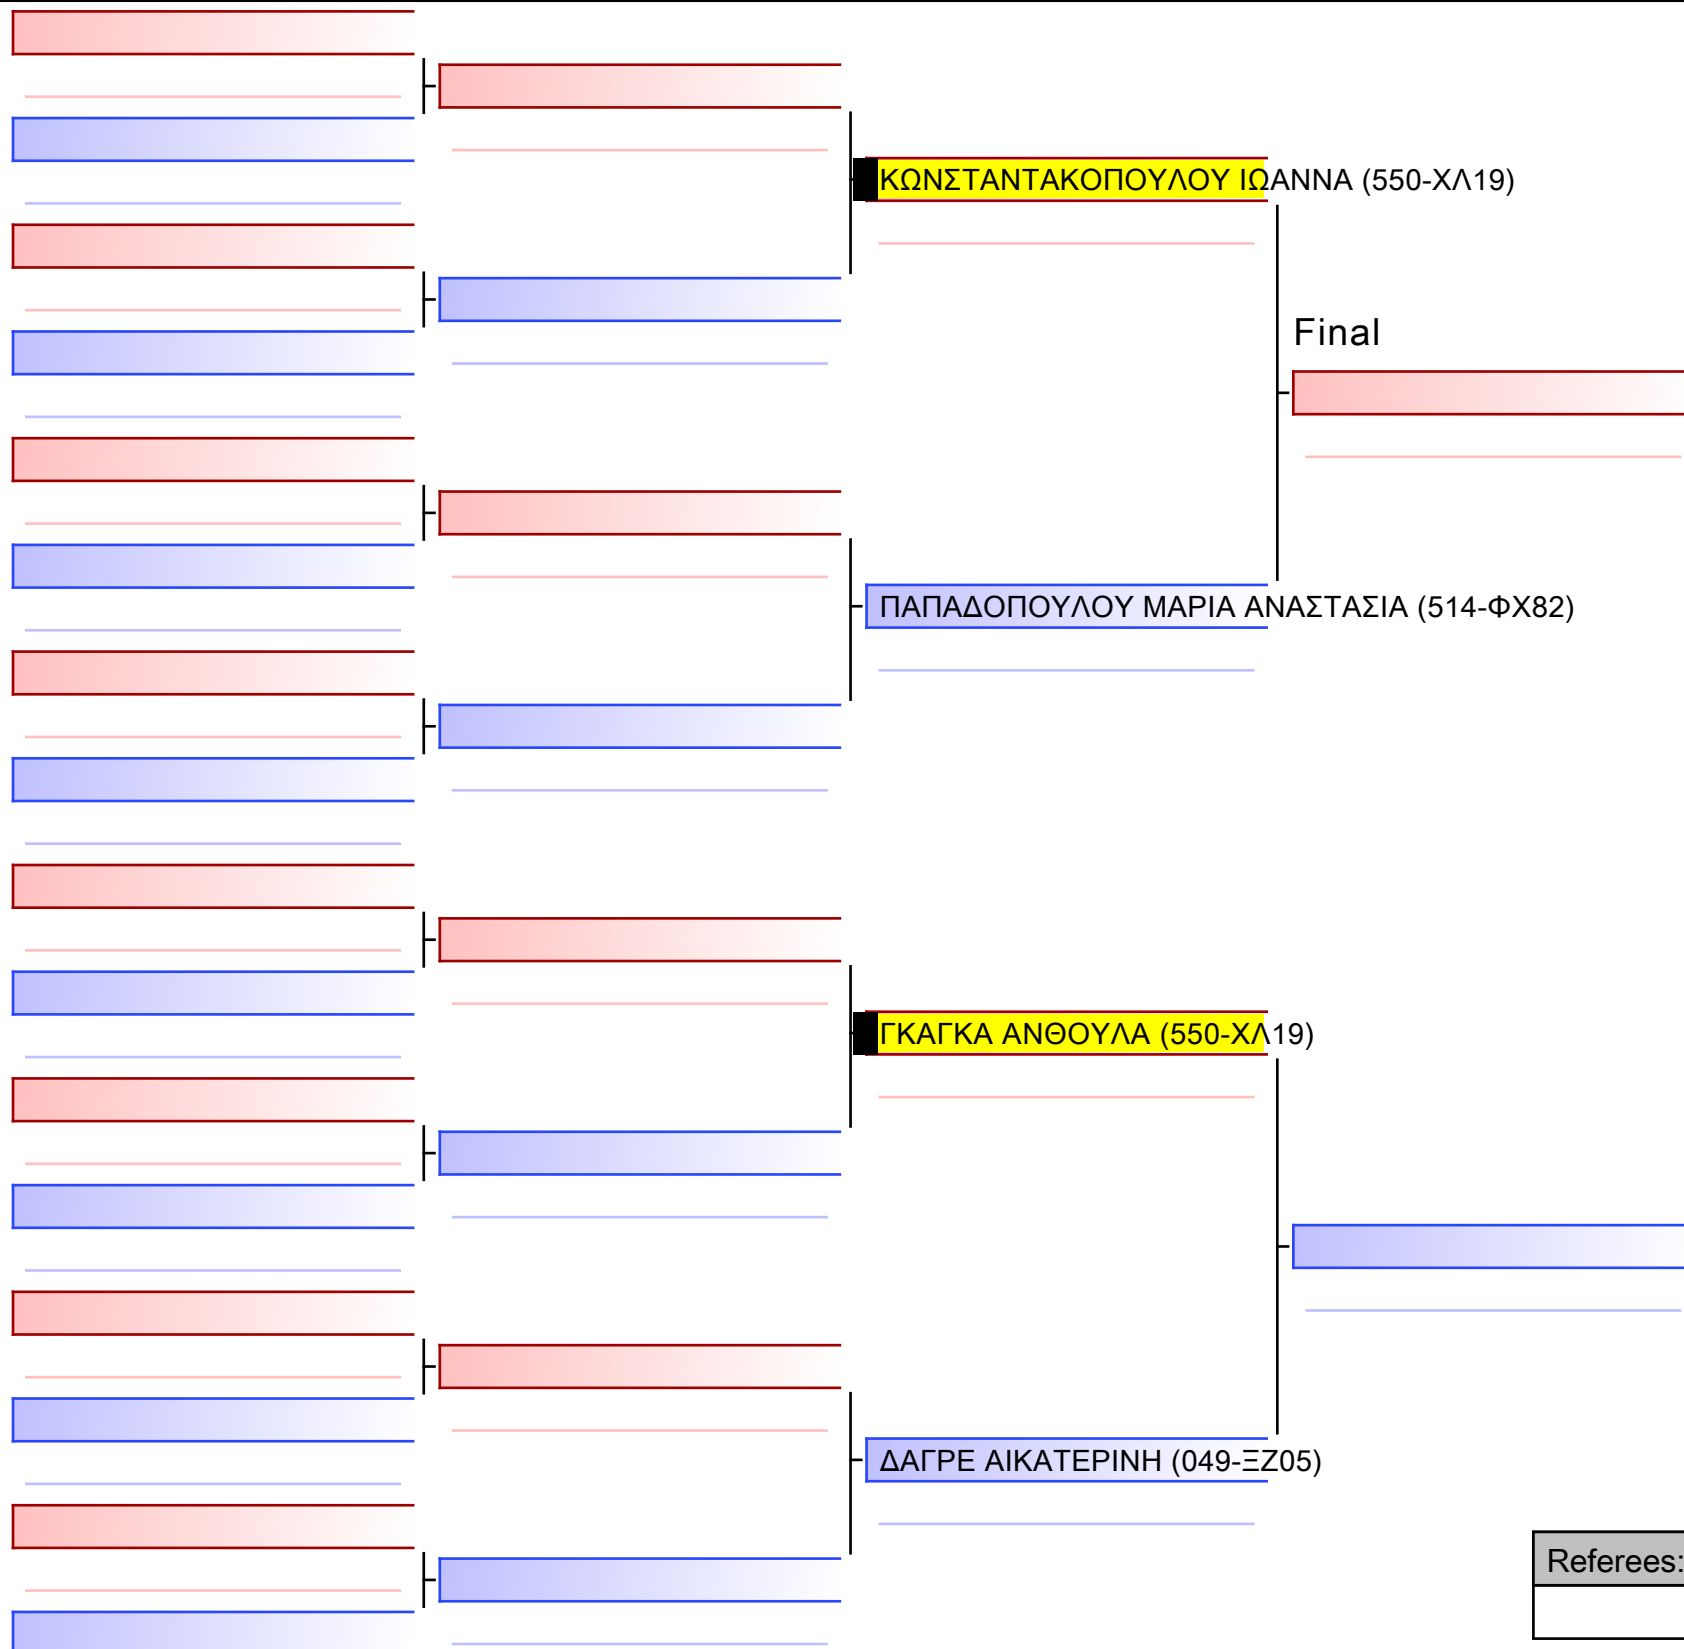 ΚΩΝΣΤΑΝΤΑΚΟΠΟΥΛΟΥ ΙΩΑΝΝΑ (550-ΧΛ19)
Final
ΠΑΠΑΔΟΠΟΥΛΟΥ ΜΑΡΙΑ ΑΝΑΣΤΑΣΙΑ (514-ΦΧ82)
ΓΚΑΓΚΑ ΑΝΘΟΥΛΑ (550-ΧΛ19)
ΔΑΓΡΕ ΑΙΚΑΤΕΡΙΝΗ (049-ΞΖ05)
Referees: